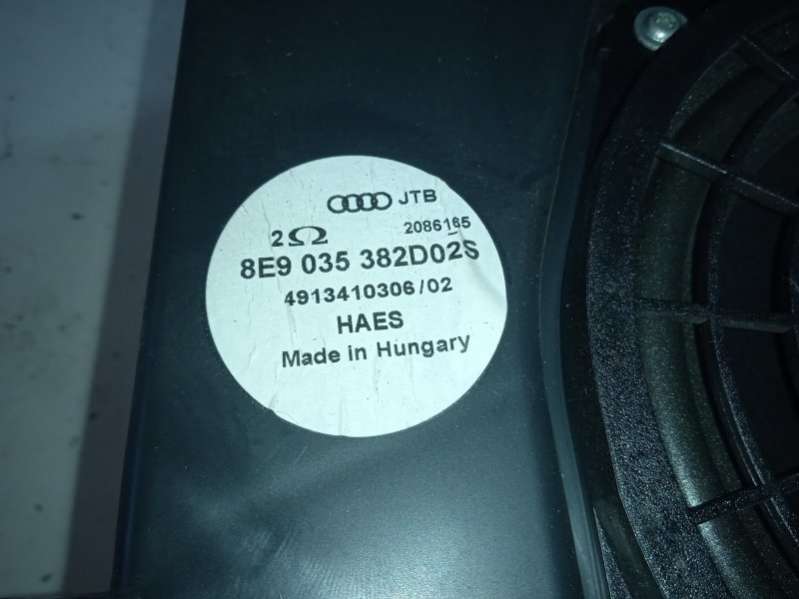 JTB
2086165
2Ω
8E9 035 382D02S
4913410306/02
HAES
Made in Hungary